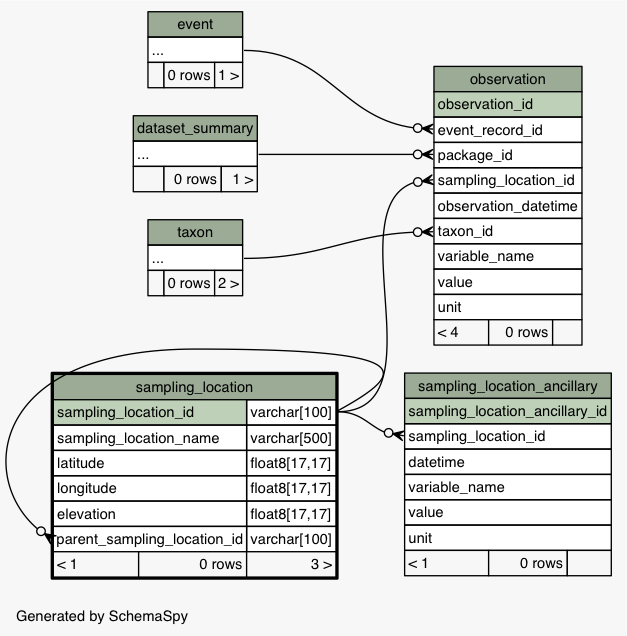 event
...
0 rows 1 >
observation
observation_id
event_record_id
package_id
sampling_location_id
observation_datetime
taxon_id
variable_name
value
unit
< 4 0 rows
dataset_summary
...
0 rows 1 >
taxon
...
0 rows 2 >
sampling_location
sampling_location_id varchar[100]
sampling_location_name varchar[500]
latitude float8[17,17]
longitude float8[17,17]
elevation float8[17,17]
parent_sampling_location_id varchar[100]
< 1 0 rows 3 >
sampling_location_ancillary
sampling_location_ancillary_id
sampling_location_id
datetime
variable_name
value
unit
< 1 0 rows
Generated by SchemaSpy